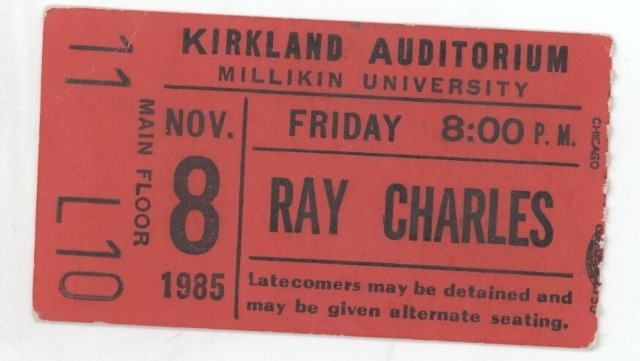 KIRKLAND AUDITORIUM
MILLIKIN UNIVERSITY
11
MAIN FLOOR
L10
NOV.
8
1985
FRIDAY 8:00 P.M.
RAY CHARLES
Latecomers may be detained and
may be given alternate seating.
CHICAGO